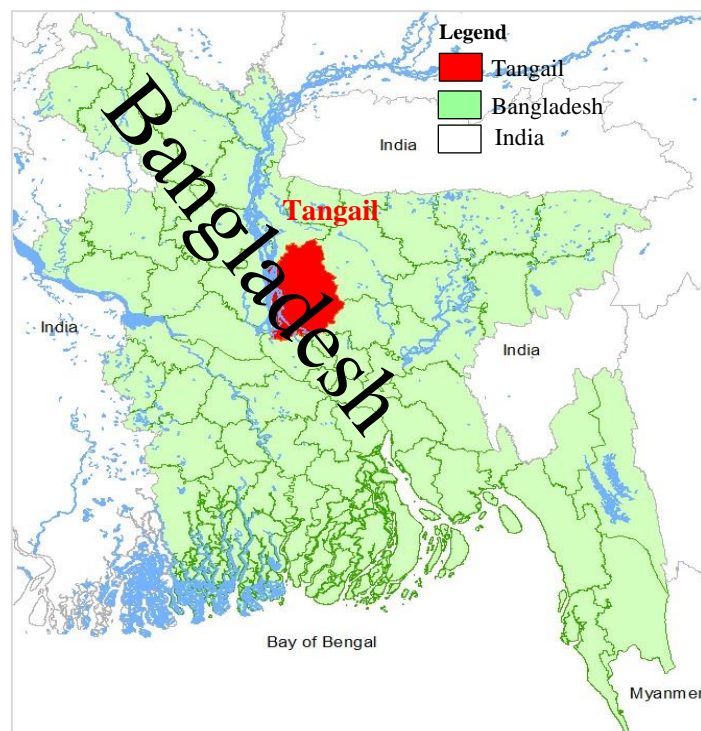 Legend
Tangail
Bangladesh
India
India
Bangladesh
Tangail
India
India
Bay of Bengal
Myanmer